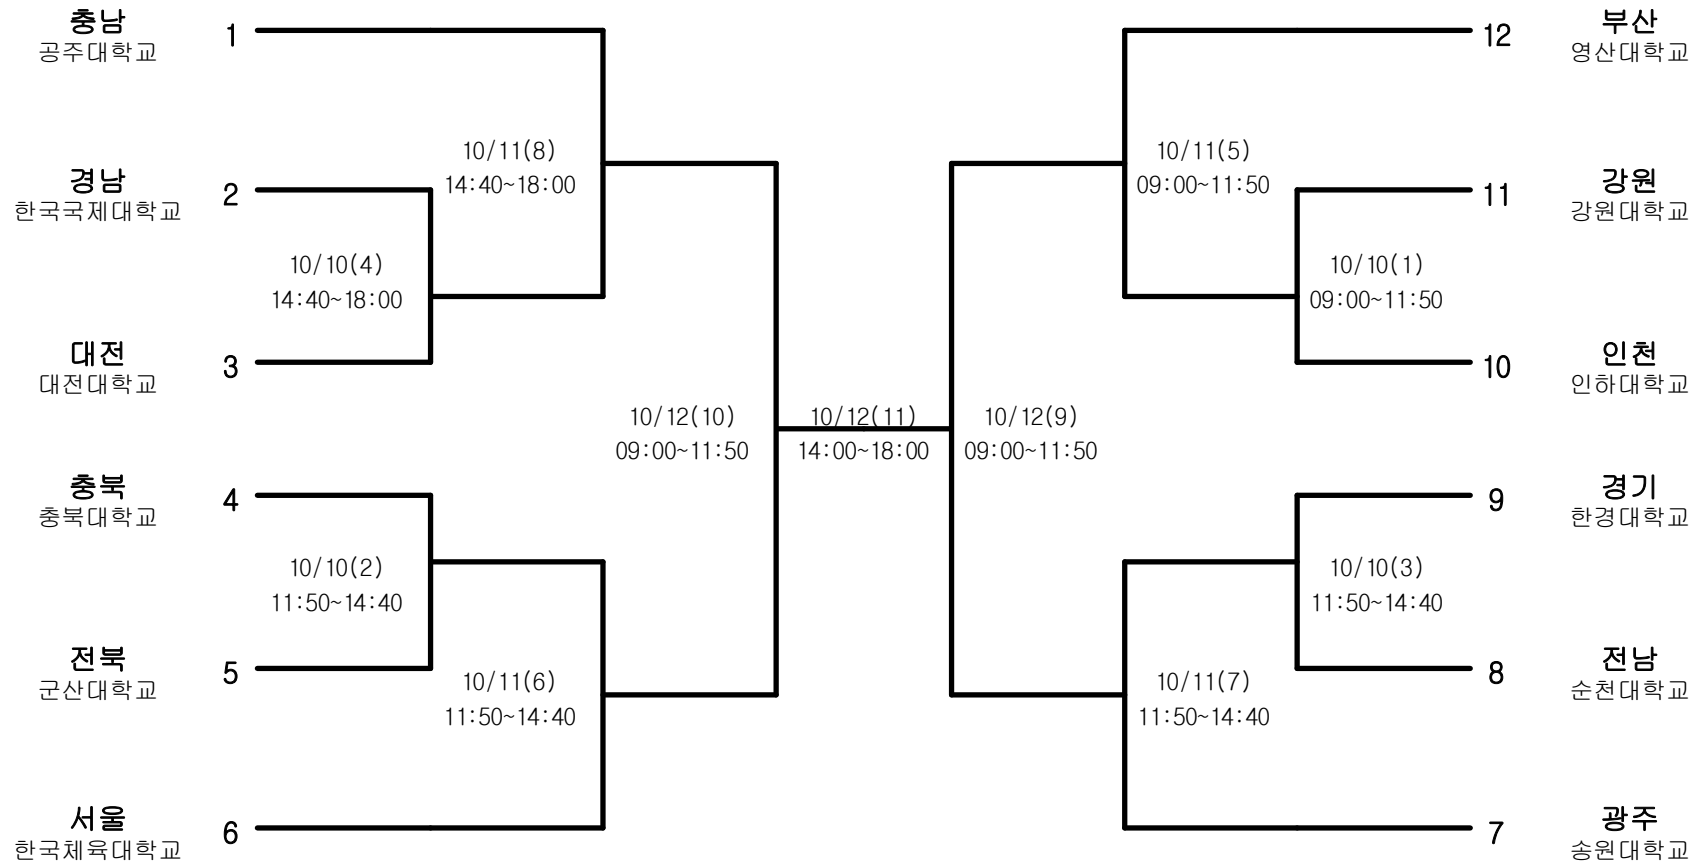 충남
공주대학교
1
12
부산
영산대학교
10/11(8)
14:40~18:00
10/11(5)
09:00~11:50
경남
한국국제대학교
2
11
강원
강원대학교
10/10(4)
14:40~18:00
10/10(1)
09:00~11:50
대전
대전대학교
3
10
인천
인하대학교
10/12(10)
09:00~11:50
10/12(11)
14:00~18:00
10/12(9)
09:00~11:50
충북
충북대학교
4
9
경기
한경대학교
10/10(2)
11:50~14:40
10/10(3)
11:50~14:40
전북
군산대학교
5
8
전남
순천대학교
10/11(6)
11:50~14:40
10/11(7)
11:50~14:40
서울
한국체육대학교
6
7
광주
송원대학교